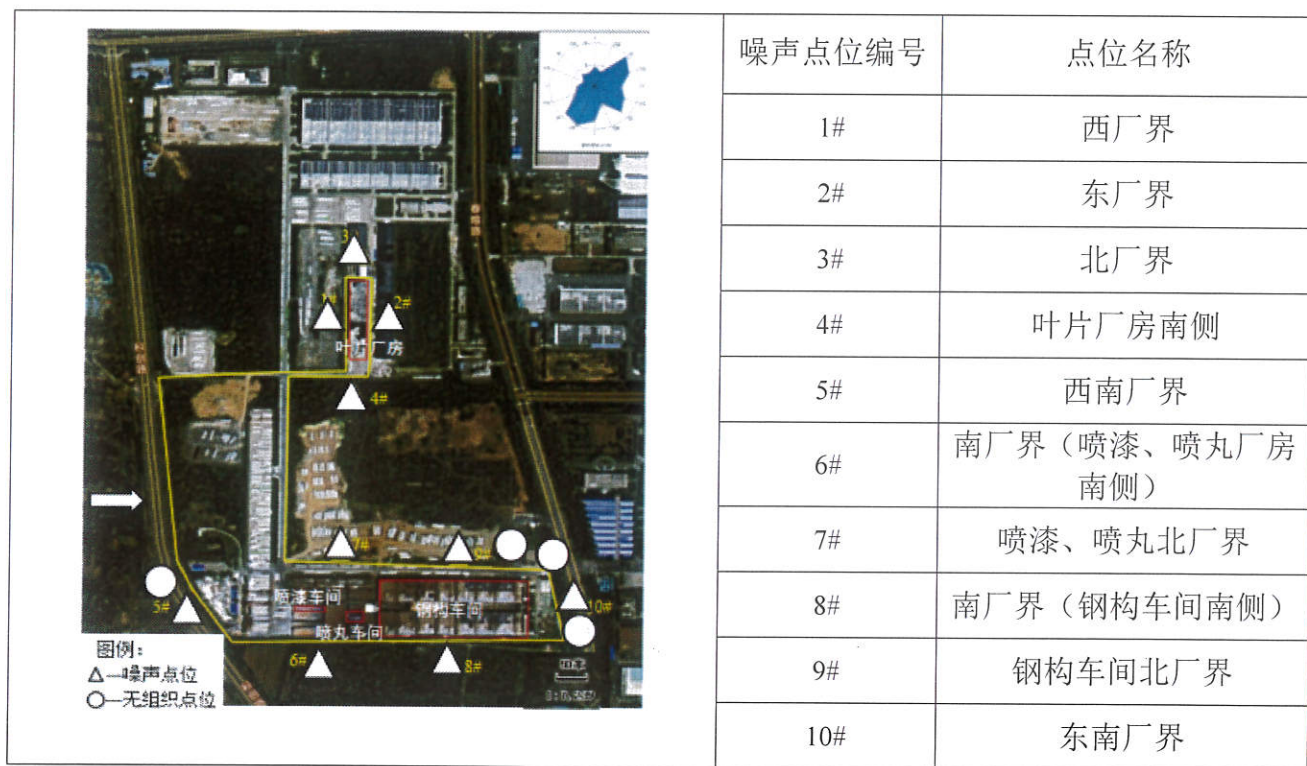 3#
1#
2#
叶片厂房
4#
7#
9#
5#
喷漆车间
钢构车间
10#
喷丸车间
6#
8#
图例：
△—噪声点位
○—无组织点位
噪声点位编号 点位名称
1# 西厂界
2# 东厂界
3# 北厂界
4# 叶片厂房南侧
5# 西南厂界
6# 南厂界（喷漆、喷丸厂房
南侧）
7# 喷漆、喷丸北厂界
8# 南厂界（钢构车间南侧）
9# 钢构车间北厂界
10# 东南厂界